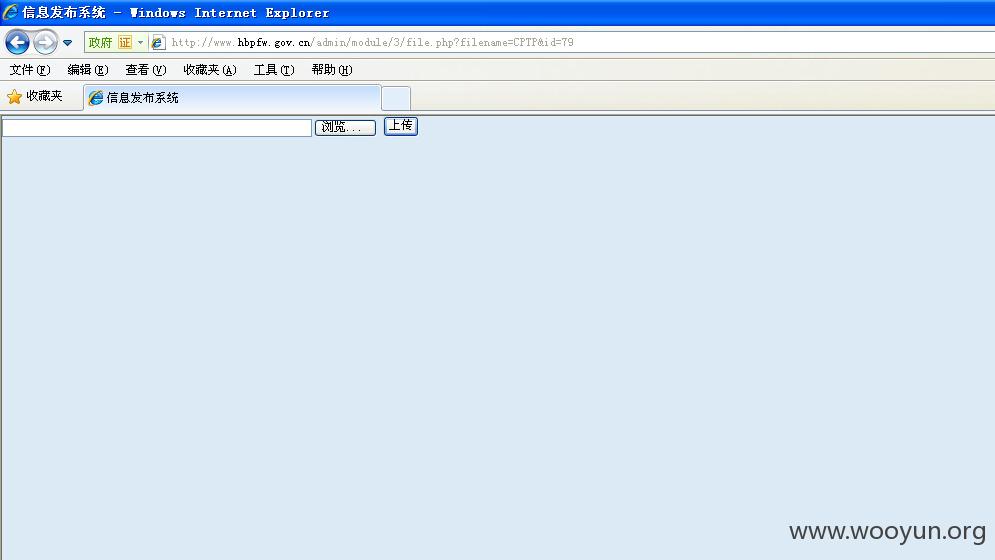 信息发布系统 - Windows Internet Explorer
政府 证 http://www.hbpfw.gov.cn/admin/module/3/file.php?filename=CPTP&id=79
文件(F) 编辑(E) 查看(V) 收藏夹(A) 工具(T) 帮助(H)
收藏夹 信息发布系统
浏览... 上传
www.wooyun.org